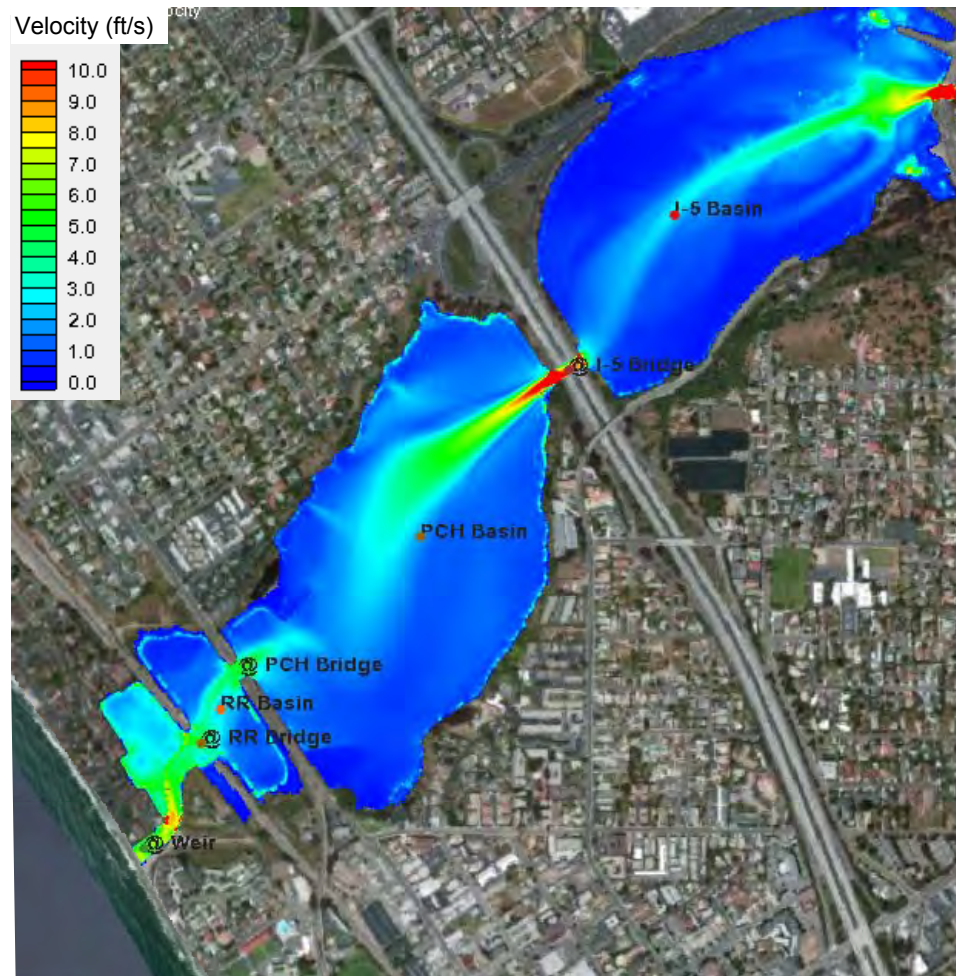 ocity
Velocity (ft/s)
10.0
9.0
8.0
7.0
6.0
5.0
4.0
3.0
2.0
1.0
0.0
I-5 Basin
I-5 Bridge
PCH Basin
PCH Bridge
RR Basin
RR Bridge
Weir